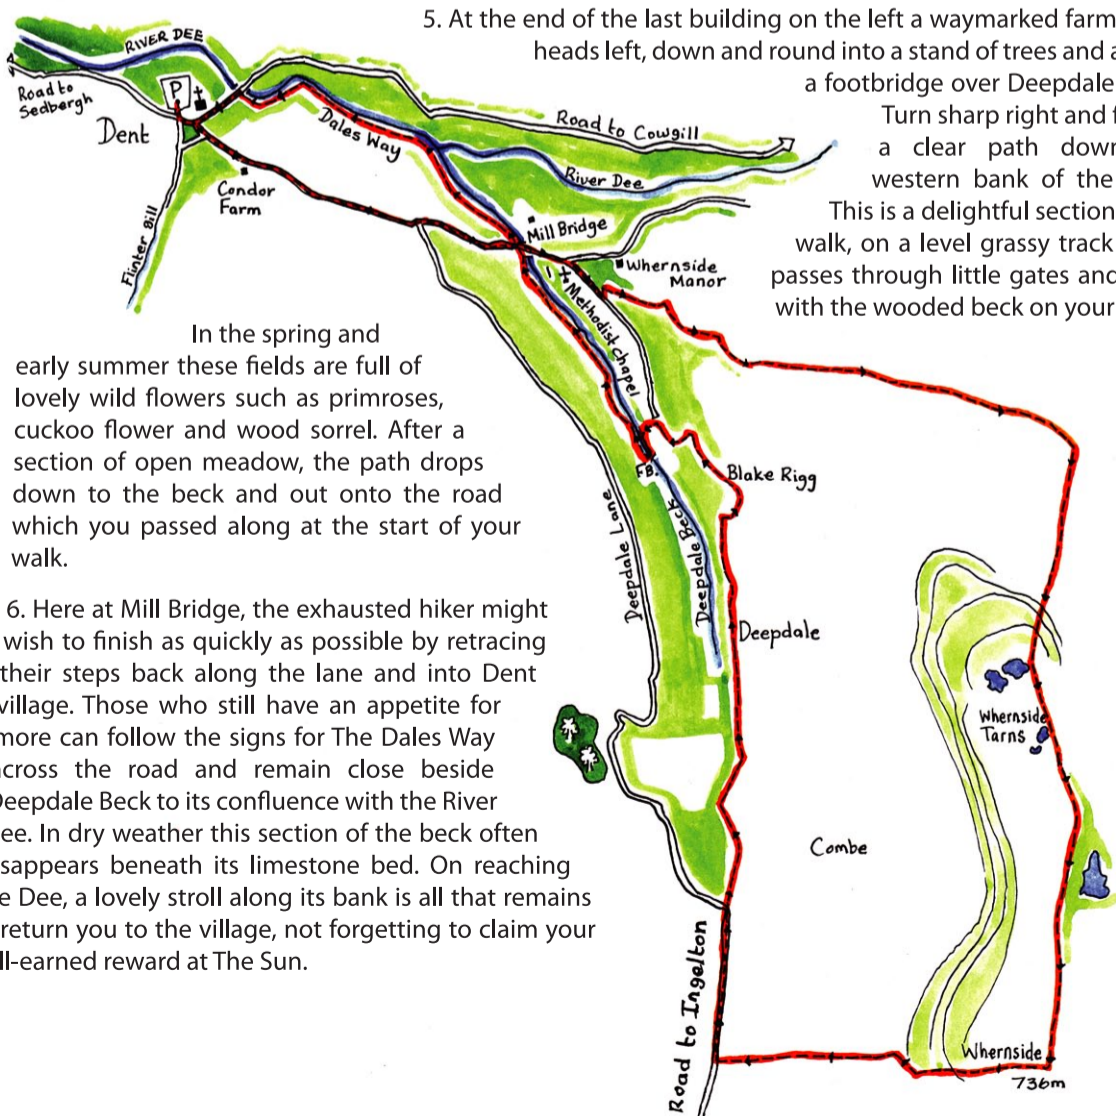 5. At the end of the last building on the left a waymarked farm
heads left, down and round into a stand of trees and
a footbridge over Deepdale
Turn sharp right and
a clear path down
western bank of the
This is a delightful section
walk, on a level grassy track
passes through little gates and
with the wooded beck on your
In the spring and
early summer these fields are full of
lovely wild flowers such as primroses,
cuckoo flower and wood sorrel. After a
section of open meadow, the path drops
down to the beck and out onto the road
which you passed along at the start of your
walk.
6. Here at Mill Bridge, the exhausted hiker might
wish to finish as quickly as possible by retracing
their steps back along the lane and into Dent
village. Those who still have an appetite for
more can follow the signs for The Dales Way
across the road and remain close beside
Deepdale Beck to its confluence with the River
ee. In dry weather this section of the beck often
sappears beneath its limestone bed. On reaching
e Dee, a lovely stroll along its bank is all that remains
return you to the village, not forgetting to claim your
ll-earned reward at The Sun.
RIVER DEE
Road to
Sedbergh
P
Dent
Dales Way
Road to Cowgill
River Dee
Condor
Farm
Flinter Gill
Mill Bridge
Whernside
Manor
Methodist Chapel
FB.
Blake Rigg
Deepdale Lane
Deepdale Beck
Deepdale
Whernside
Tarns
Combe
Road to Ingelton
Whernside
736m